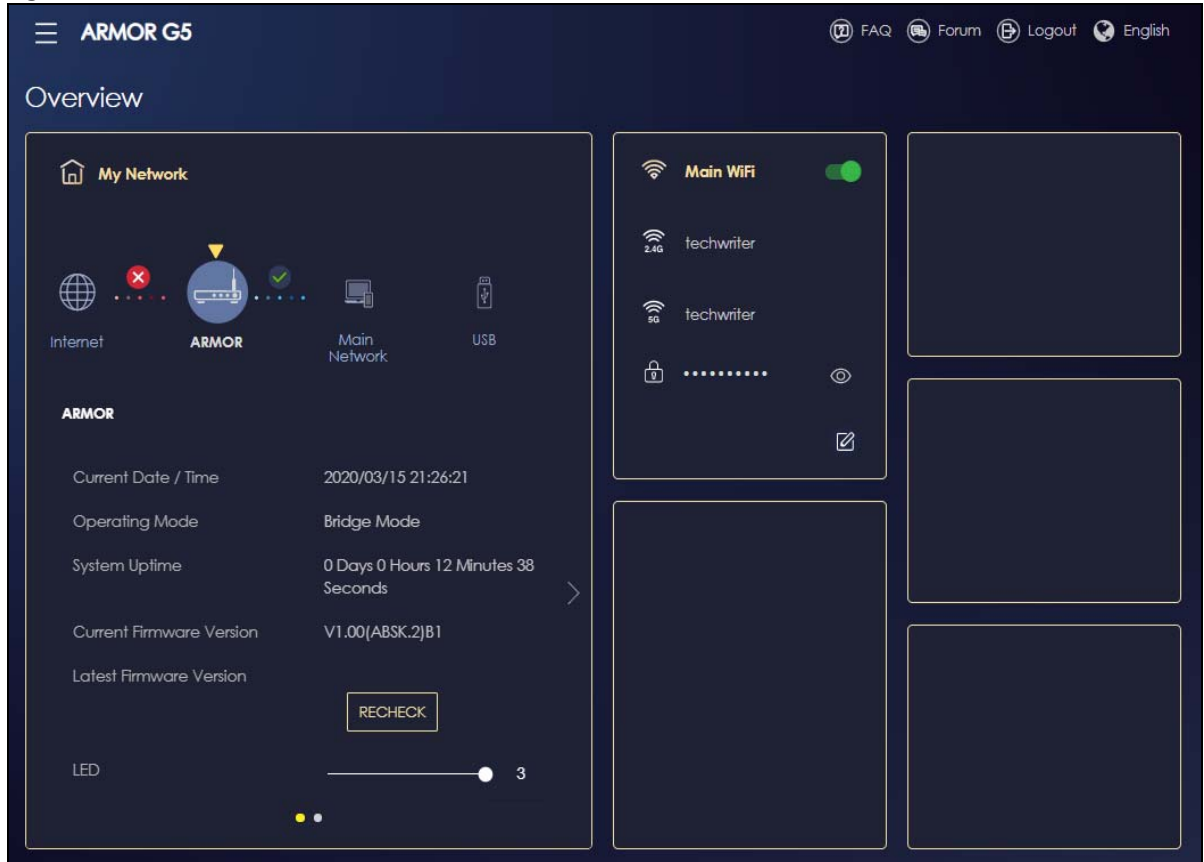 ARMOR G5
FAQ
Forum
Logout
English
Overview
My Network
Internet
ARMOR
Main
Network
USB
ARMOR
Current Date / Time 2020/03/15 21:26:21
Operating Mode Bridge Mode
System Uptime 0 Days 0 Hours 12 Minutes 38
Seconds
Current Firmware Version V1.00(ABSK.2)B1
Latest Firmware Version
RECHECK
LED 3
Main WiFi
2.4G techwriter
5G techwriter
••••••••••